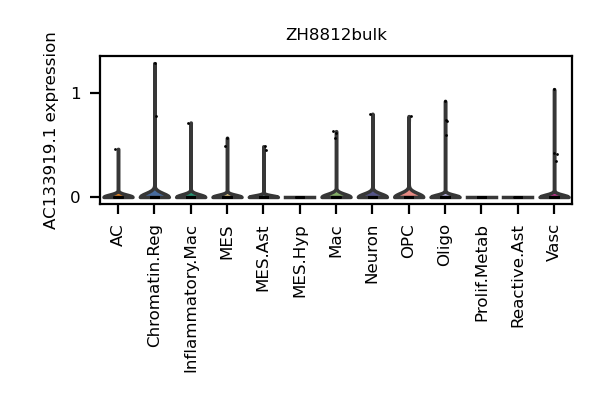 ZH8812bulk
AC133919.1 expression
1
0
AC
Chromatin.Reg
Inflammatory.Mac
MES
MES.Ast
MES.Hyp
Mac
Neuron
OPC
Oligo
Prolif.Metab
Reactive.Ast
Vasc